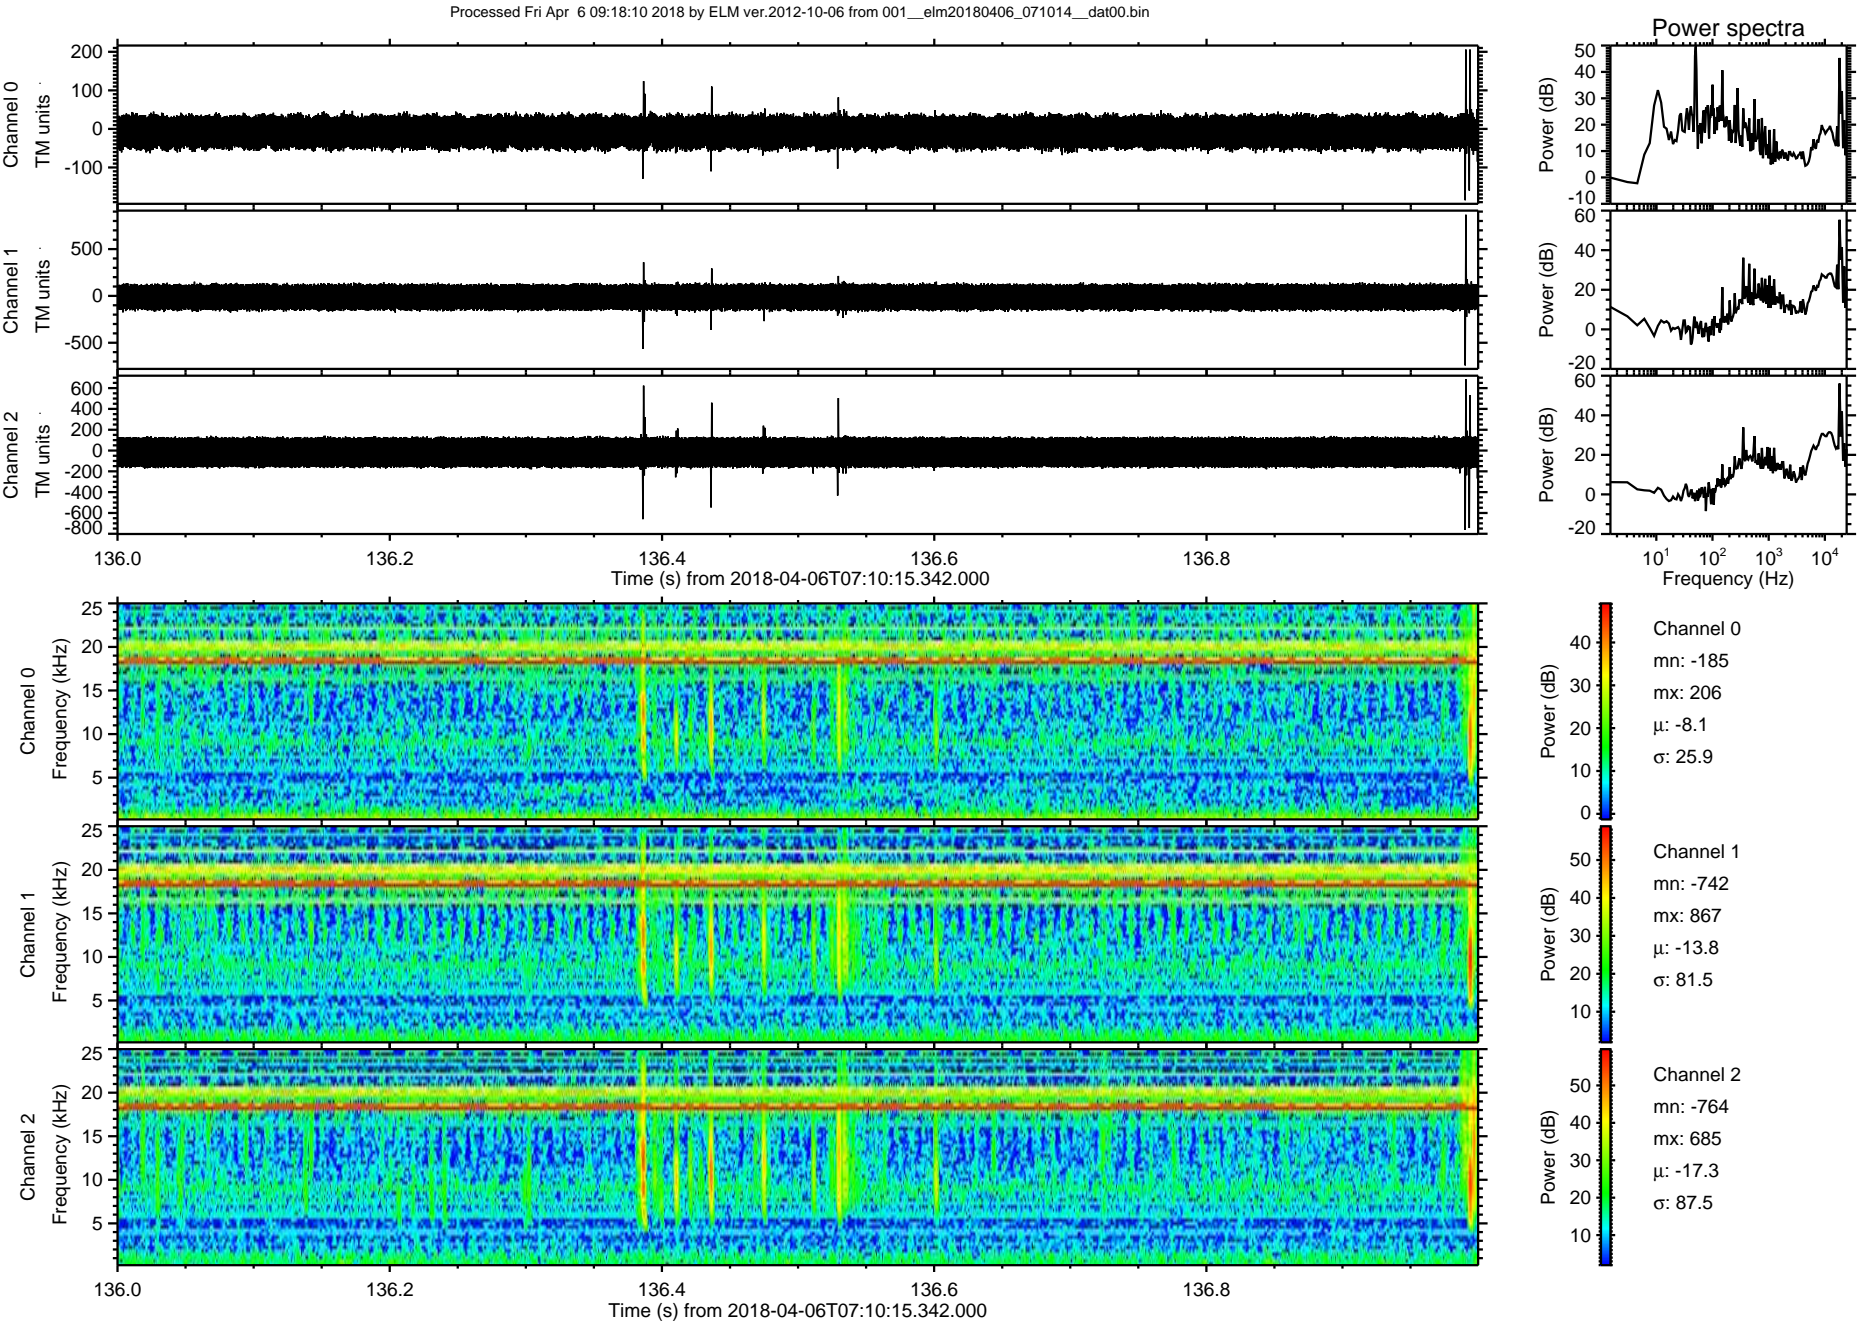 Processed Fri Apr  6 09:18:10 2018 by ELM ver.2012-10-06 from 001__elm20180406_071014__dat00.bin
Power spectra
Channel 0
TM units
200
100
0
-100
Power (dB)
50
40
30
20
10
0
-10
Channel 1
TM units
500
0
-500
Power (dB)
60
40
20
0
-20
Channel 2
TM units
600
400
200
0
-200
-400
-600
-800
Power (dB)
60
40
20
0
-20
136.0 136.2 136.4 136.6 136.8
Time (s) from 2018-04-06T07:10:15.342.000
10^1 10^2 10^3 10^4
Frequency (Hz)
Channel 0
Frequency (kHz)
25
20
15
10
5
Power (dB)
40
30
20
10
0
Channel 0
mn: -185
mx: 206
μ: -8.1
σ: 25.9
Channel 1
Frequency (kHz)
25
20
15
10
5
Power (dB)
50
40
30
20
10
Channel 1
mn: -742
mx: 867
μ: -13.8
σ: 81.5
Channel 2
Frequency (kHz)
25
20
15
10
5
Power (dB)
50
40
30
20
10
Channel 2
mn: -764
mx: 685
μ: -17.3
σ: 87.5
136.0 136.2 136.4 136.6 136.8
Time (s) from 2018-04-06T07:10:15.342.000